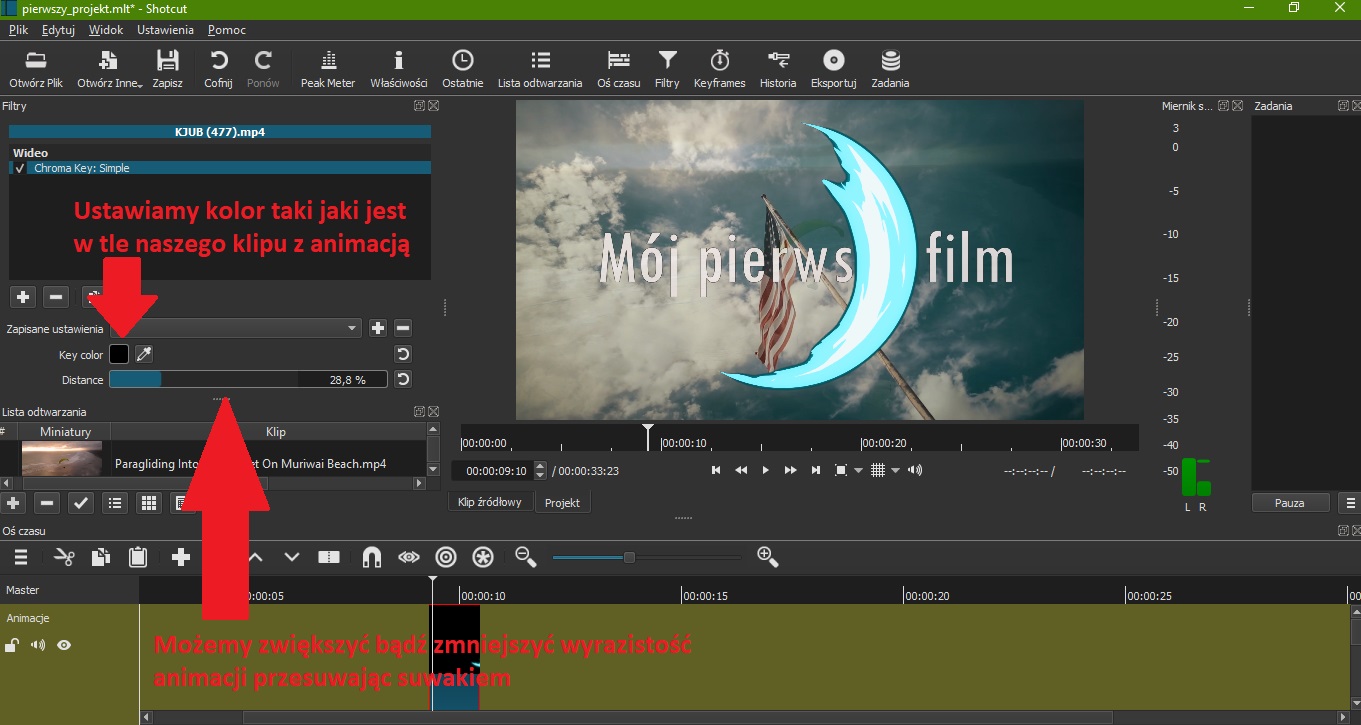 pierwszy_projekt.mlt* - Shotcut
Plik Edytuj Widok Ustawienia Pomoc
Otwórz Plik Otwórz Inne... Zapisz Cofnij Ponów Peak Meter Właściwości Ostatnie Lista odtwarzania Oś czasu Filtry Keyframes Historia Eksportuj Zadania
Filtry
KJUB (477).mp4
Wideo
Chroma Key: Simple
Ustawiamy kolor taki jaki jest
w tle naszego klipu z animacją
Zapisane ustawienia
Key color
Distance 28,8 %
Lista odtwarzania
# Miniatury Klip
Paragliding Into et On Muriwai Beach.mp4
Mój pierws film
00:00:00 00:00:10 00:00:20 00:00:30
00:00:09:10 / 00:00:33:23 --:--:--:-- / --:--:--:--
Klip źródłowy Projekt
Miernik s...
3
0
-5
-10
-15
-20
-25
-30
-35
-40
-50
L R
Zadania
Pauza
Oś czasu
Master
:00:05 00:00:10 00:00:15 00:00:20 00:00:25 00
Animacje
Możemy zwiększyć bądź zmniejszyć wyrazistość
animacji przesuwając suwakiem